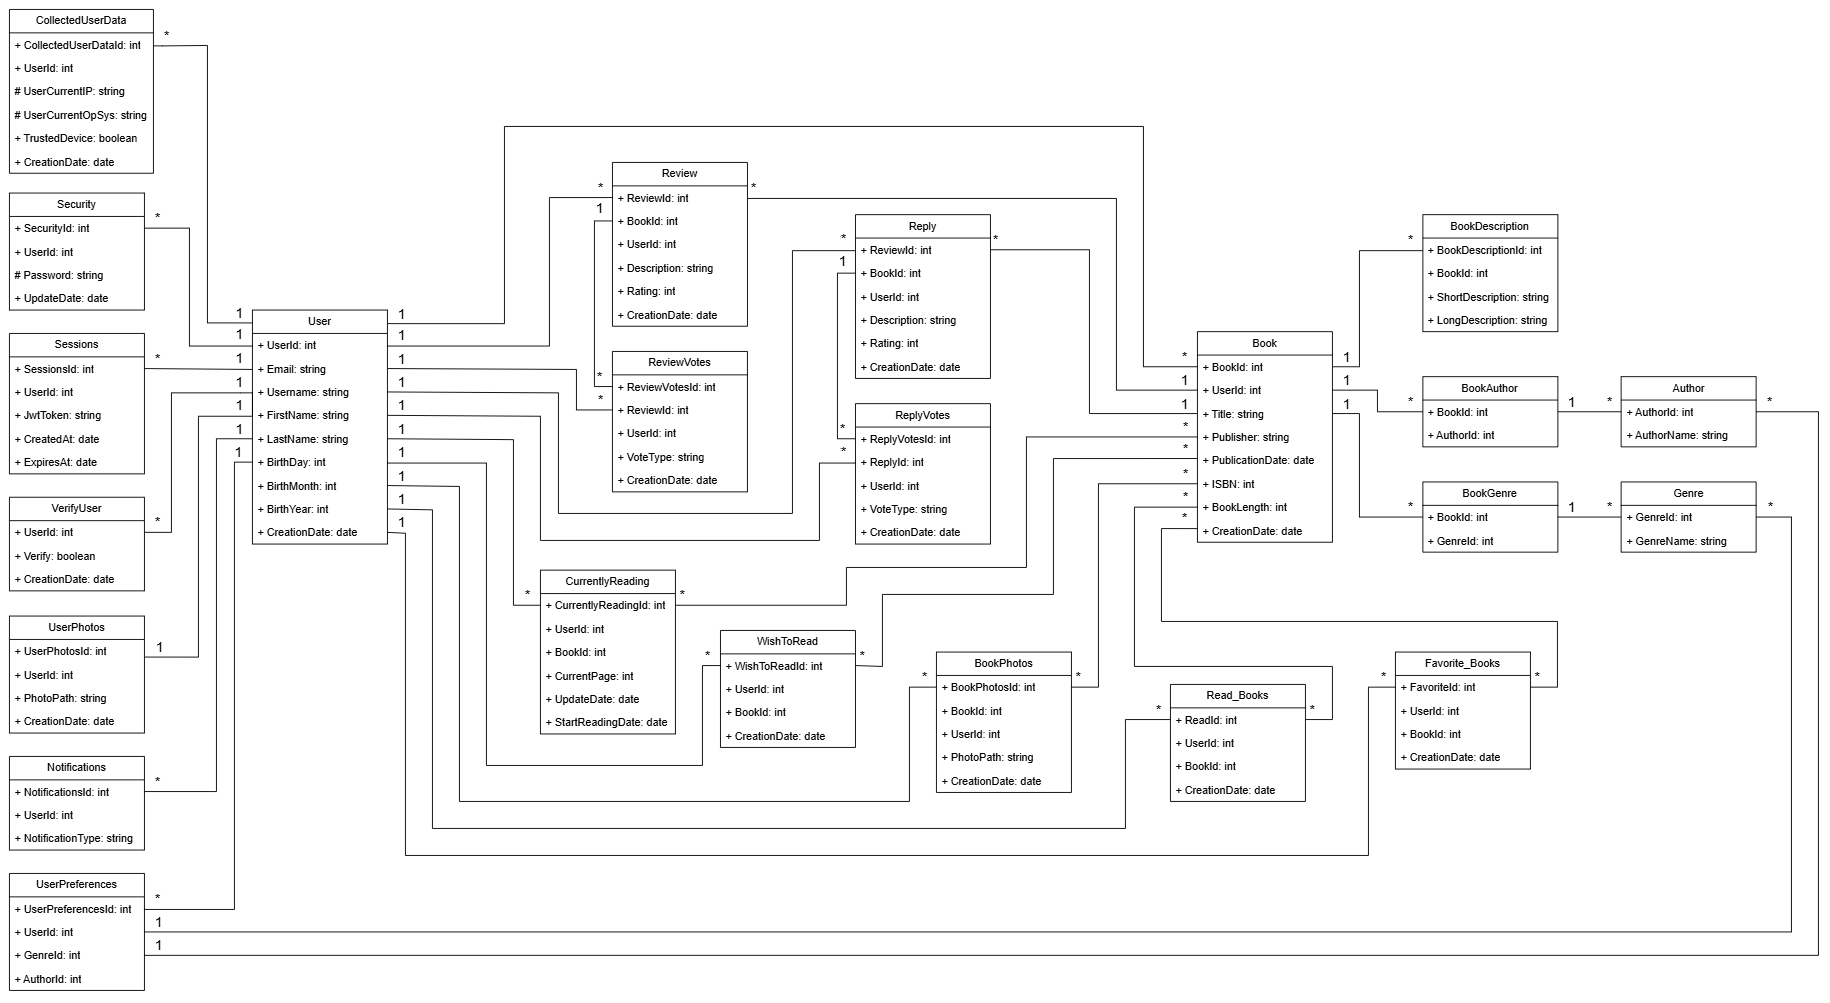 CollectedUserData
+ CollectedUserDataId: int
+ UserId: int
# UserCurrentIP: string
# UserCurrentOpSys: string
+ TrustedDevice: boolean
+ CreationDate: date
*
Security
+ SecurityId: int
+ UserId: int
# Password: string
+ UpdateDate: date
*
Sessions
+ SessionsId: int
+ UserId: int
+ JwtToken: string
+ CreatedAt: date
+ ExpiresAt: date
*
VerifyUser
+ UserId: int
+ Verify: boolean
+ CreationDate: date
*
UserPhotos
+ UserPhotosId: int
+ UserId: int
+ PhotoPath: string
+ CreationDate: date
1
Notifications
+ NotificationsId: int
+ UserId: int
+ NotificationType: string
*
UserPreferences
+ UserPreferencesId: int
+ UserId: int
+ GenreId: int
+ AuthorId: int
*
1
1
1
1
1
1
1
1
1
User
+ UserId: int
+ Email: string
+ Username: string
+ FirstName: string
+ LastName: string
+ BirthDay: int
+ BirthMonth: int
+ BirthYear: int
+ CreationDate: date
1
1
1
1
1
1
1
1
1
1
*
1
Review
+ ReviewId: int
+ BookId: int
+ UserId: int
+ Description: string
+ Rating: int
+ CreationDate: date
*
*
*
ReviewVotes
+ ReviewVotesId: int
+ ReviewId: int
+ UserId: int
+ VoteType: string
+ CreationDate: date
*
1
Reply
+ ReviewId: int
+ BookId: int
+ UserId: int
+ Description: string
+ Rating: int
+ CreationDate: date
*
*
*
ReplyVotes
+ ReplyVotesId: int
+ ReplyId: int
+ UserId: int
+ VoteType: string
+ CreationDate: date
*
CurrentlyReading
+ CurrentlyReadingId: int
+ UserId: int
+ BookId: int
+ CurrentPage: int
+ UpdateDate: date
+ StartReadingDate: date
*
*
WishToRead
+ WishToReadId: int
+ UserId: int
+ BookId: int
+ CreationDate: date
*
*
BookPhotos
+ BookPhotosId: int
+ BookId: int
+ UserId: int
+ PhotoPath: string
+ CreationDate: date
*
*
Read_Books
+ ReadId: int
+ UserId: int
+ BookId: int
+ CreationDate: date
*
*
Favorite_Books
+ FavoriteId: int
+ UserId: int
+ BookId: int
+ CreationDate: date
*
*
1
1
*
*
*
*
*
Book
+ BookId: int
+ UserId: int
+ Title: string
+ Publisher: string
+ PublicationDate: date
+ ISBN: int
+ BookLength: int
+ CreationDate: date
1
1
1
*
BookDescription
+ BookDescriptionId: int
+ BookId: int
+ ShortDescription: string
+ LongDescription: string
*
BookAuthor
+ BookId: int
+ AuthorId: int
1
*
Author
+ AuthorId: int
+ AuthorName: string
*
*
BookGenre
+ BookId: int
+ GenreId: int
1
*
Genre
+ GenreId: int
+ GenreName: string
*